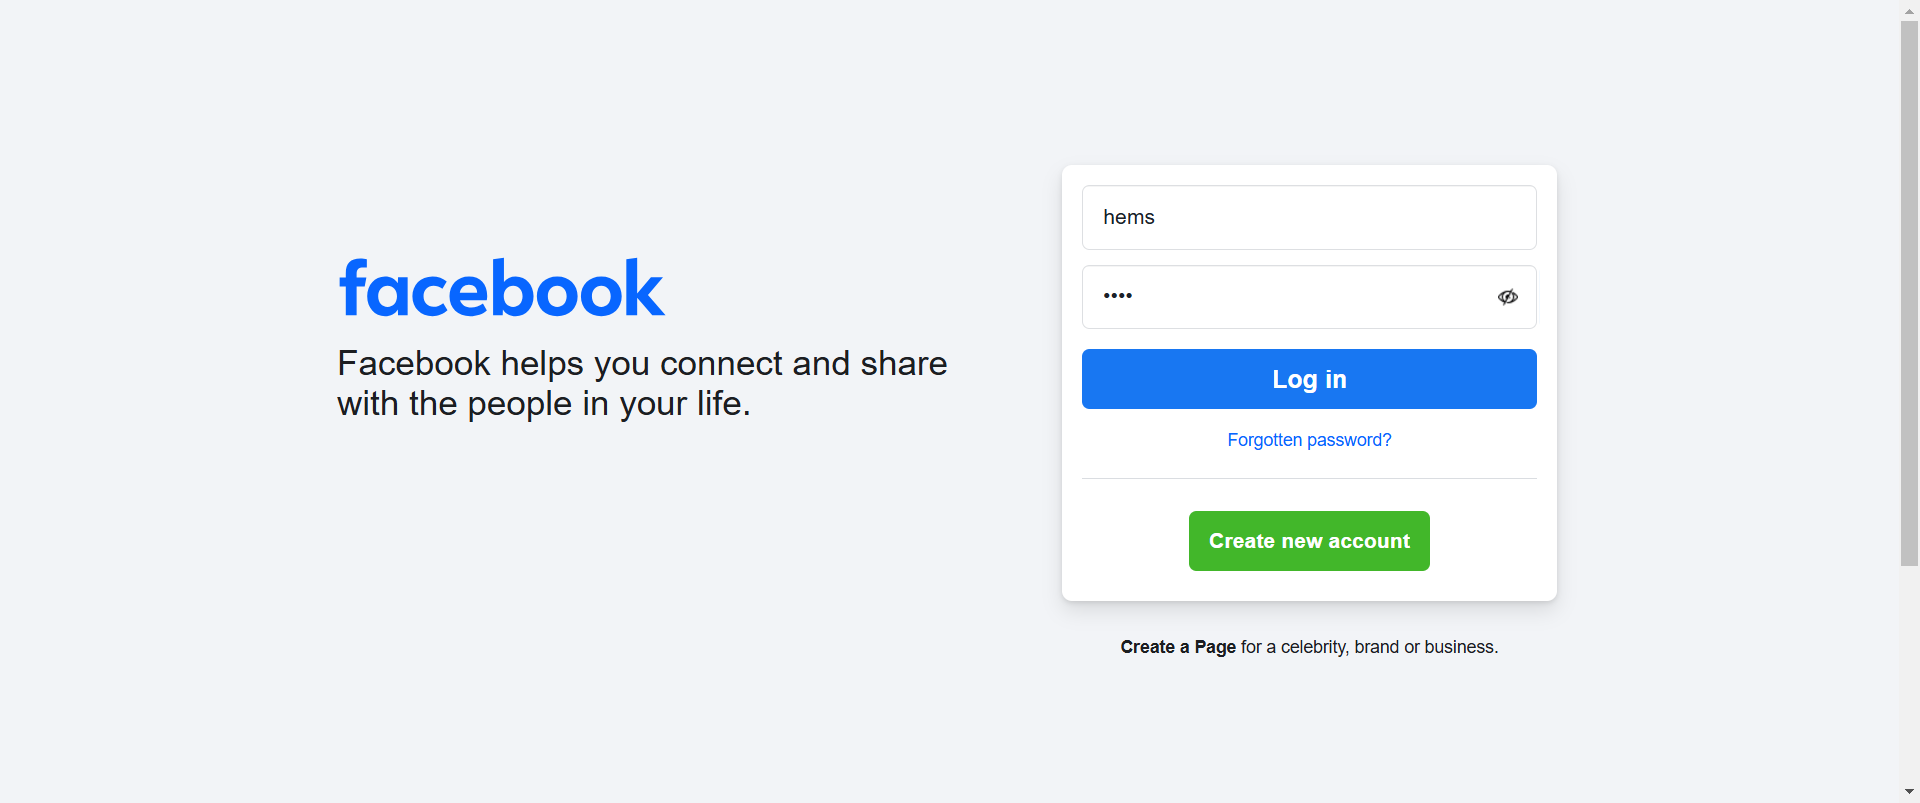 facebook
Facebook helps you connect and share
with the people in your life.
hems
••••
Log in
Forgotten password?
Create new account
Create a Page for a celebrity, brand or business.